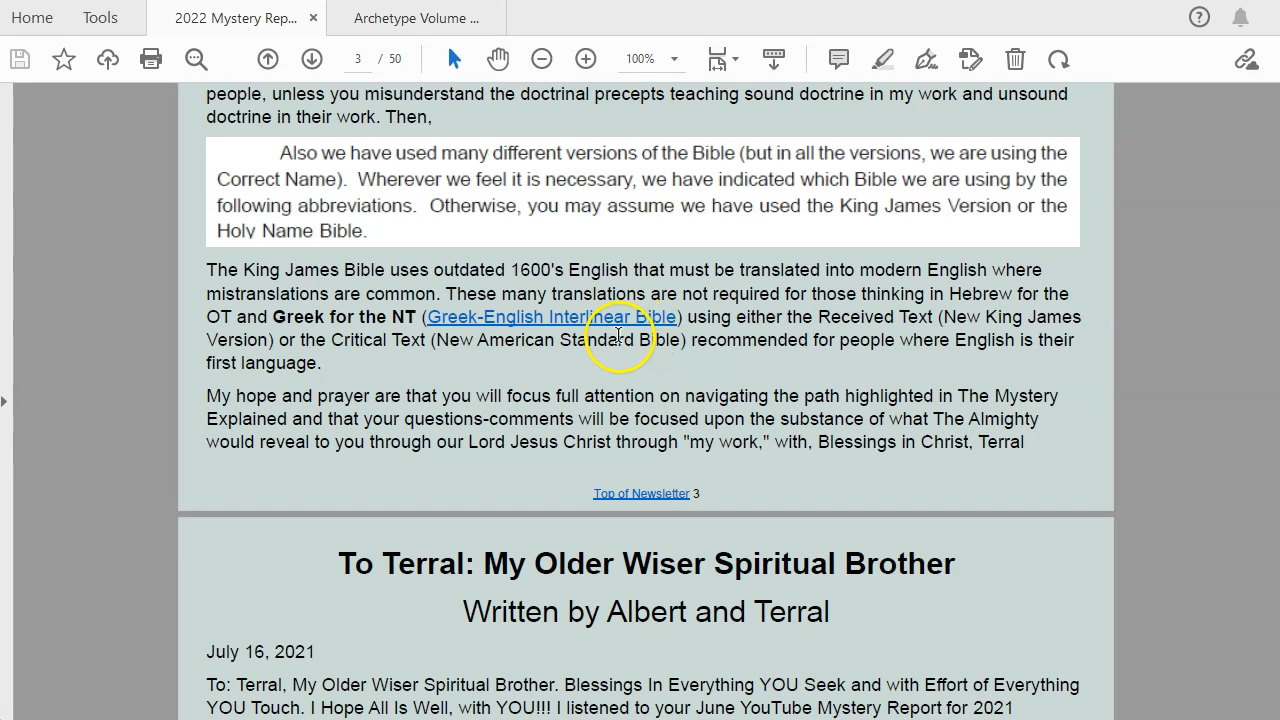 Home
Tools
2022 Mystery Rep...
Archetype Volume ...
3 / 50
100%
people, unless you misunderstand the doctrinal precepts teaching sound doctrine in my work and unsound
doctrine in their work. Then,
Also we have used many different versions of the Bible (but in all the versions, we are using the
Correct Name). Wherever we feel it is necessary, we have indicated which Bible we are using by the
following abbreviations. Otherwise, you may assume we have used the King James Version or the
Holy Name Bible.
The King James Bible uses outdated 1600's English that must be translated into modern English where
mistranslations are common. These many translations are not required for those thinking in Hebrew for the
OT and Greek for the NT (Greek-English Interlinear Bible) using either the Received Text (New King James
Version) or the Critical Text (New American Standard Bible) recommended for people where English is their
first language.
My hope and prayer are that you will focus full attention on navigating the path highlighted in The Mystery
Explained and that your questions-comments will be focused upon the substance of what The Almighty
would reveal to you through our Lord Jesus Christ through "my work," with, Blessings in Christ, Terral
Top of Newsletter 3
To Terral: My Older Wiser Spiritual Brother
Written by Albert and Terral
July 16, 2021
To: Terral, My Older Wiser Spiritual Brother. Blessings In Everything YOU Seek and with Effort of Everything
YOU Touch. I Hope All Is Well, with YOU!!! I listened to your June YouTube Mystery Report for 2021